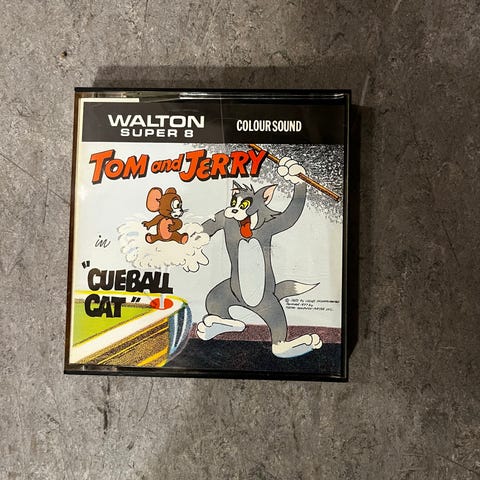 WALTON
SUPER 8
COLOUR SOUND
TOM and JERRY
in
"CUEBALL
CAT"